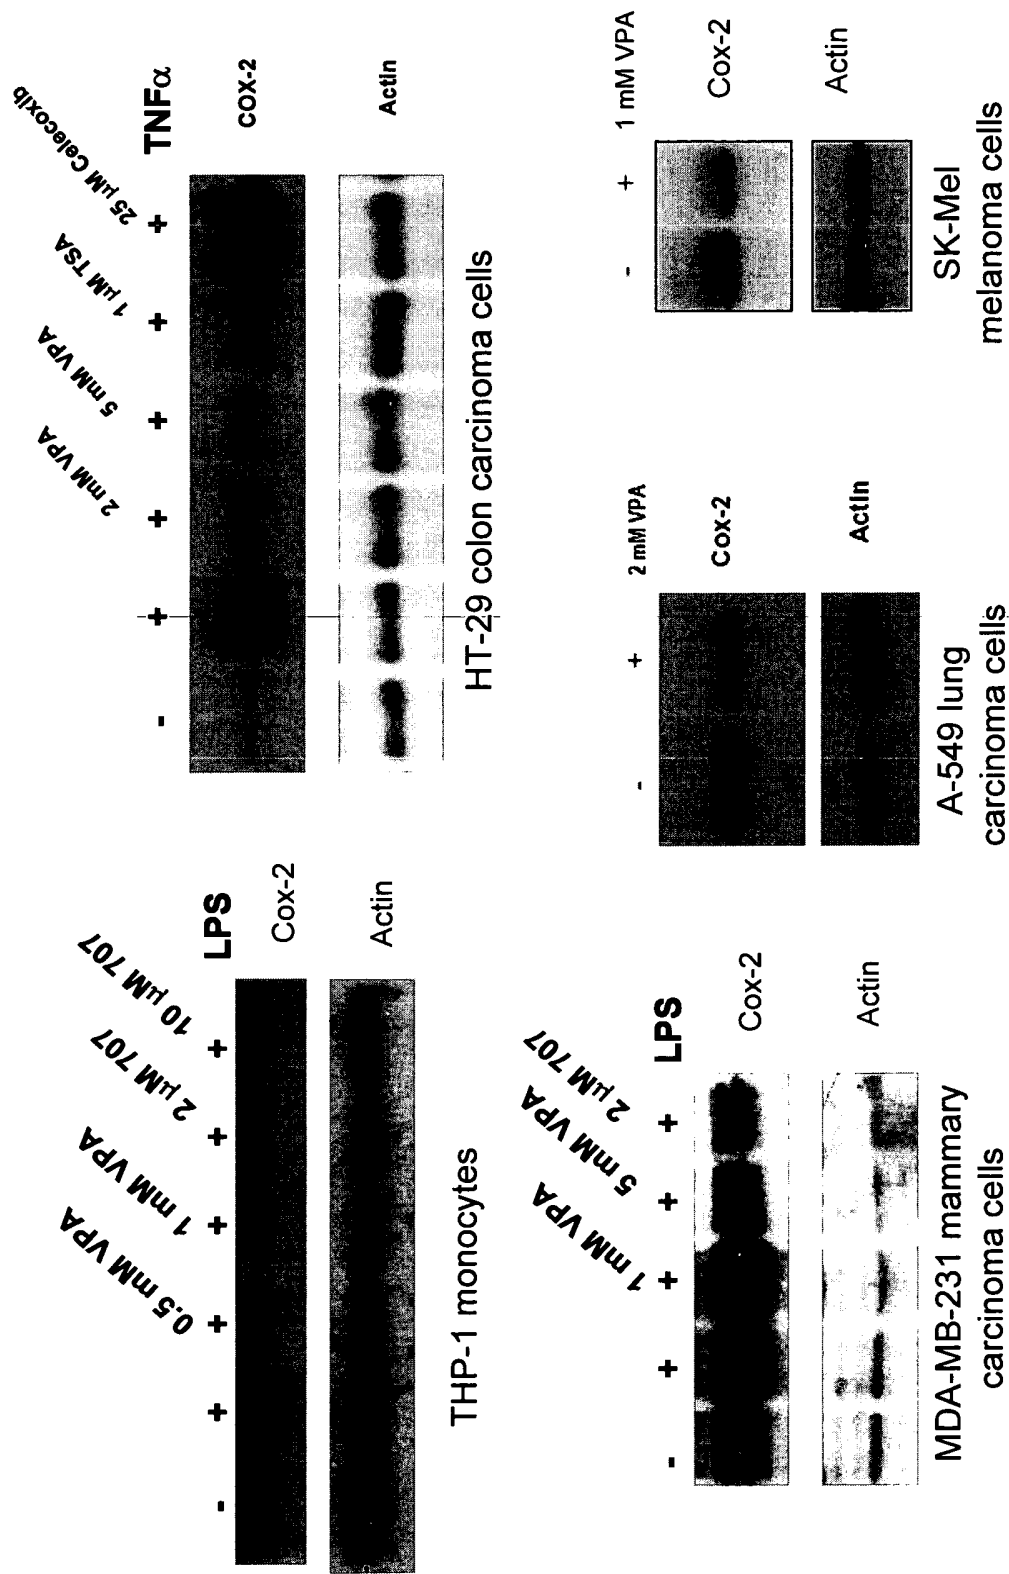 0.5 mM VPA
1 mM VPA
2 µM 707
10 µM 707
- + + + + + LPS
Cox-2
Actin
THP-1 monocytes
2 mM VPA
5 mM VPA
1 µM TSA
25 µM Celecoxib
- + + + + + TNFα
COX-2
Actin
HT-29 colon carcinoma cells
1 mM VPA
5 mM VPA
2 µM 707
- + + + + LPS
Cox-2
Actin
MDA-MB-231 mammary
carcinoma cells
- + 2 mM VPA
Cox-2
Actin
A-549 lung
carcinoma cells
- + 1 mM VPA
Cox-2
Actin
SK-Mel
melanoma cells